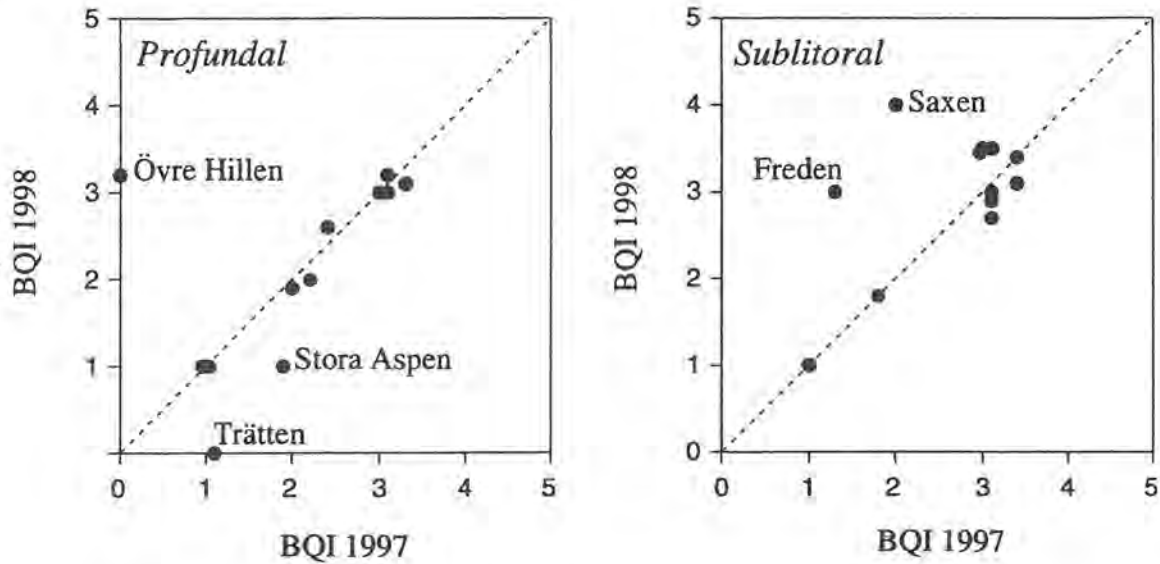 5
Profundal
4
Övre Hillen
3
BQI 1998
2
1
Stora Aspen
Trätten
0 1 2 3 4 5
BQI 1997
5
Sublitoral
4
Saxen
3
Freden
BQI 1998
2
1
0
0 1 2 3 4 5
BQI 1997